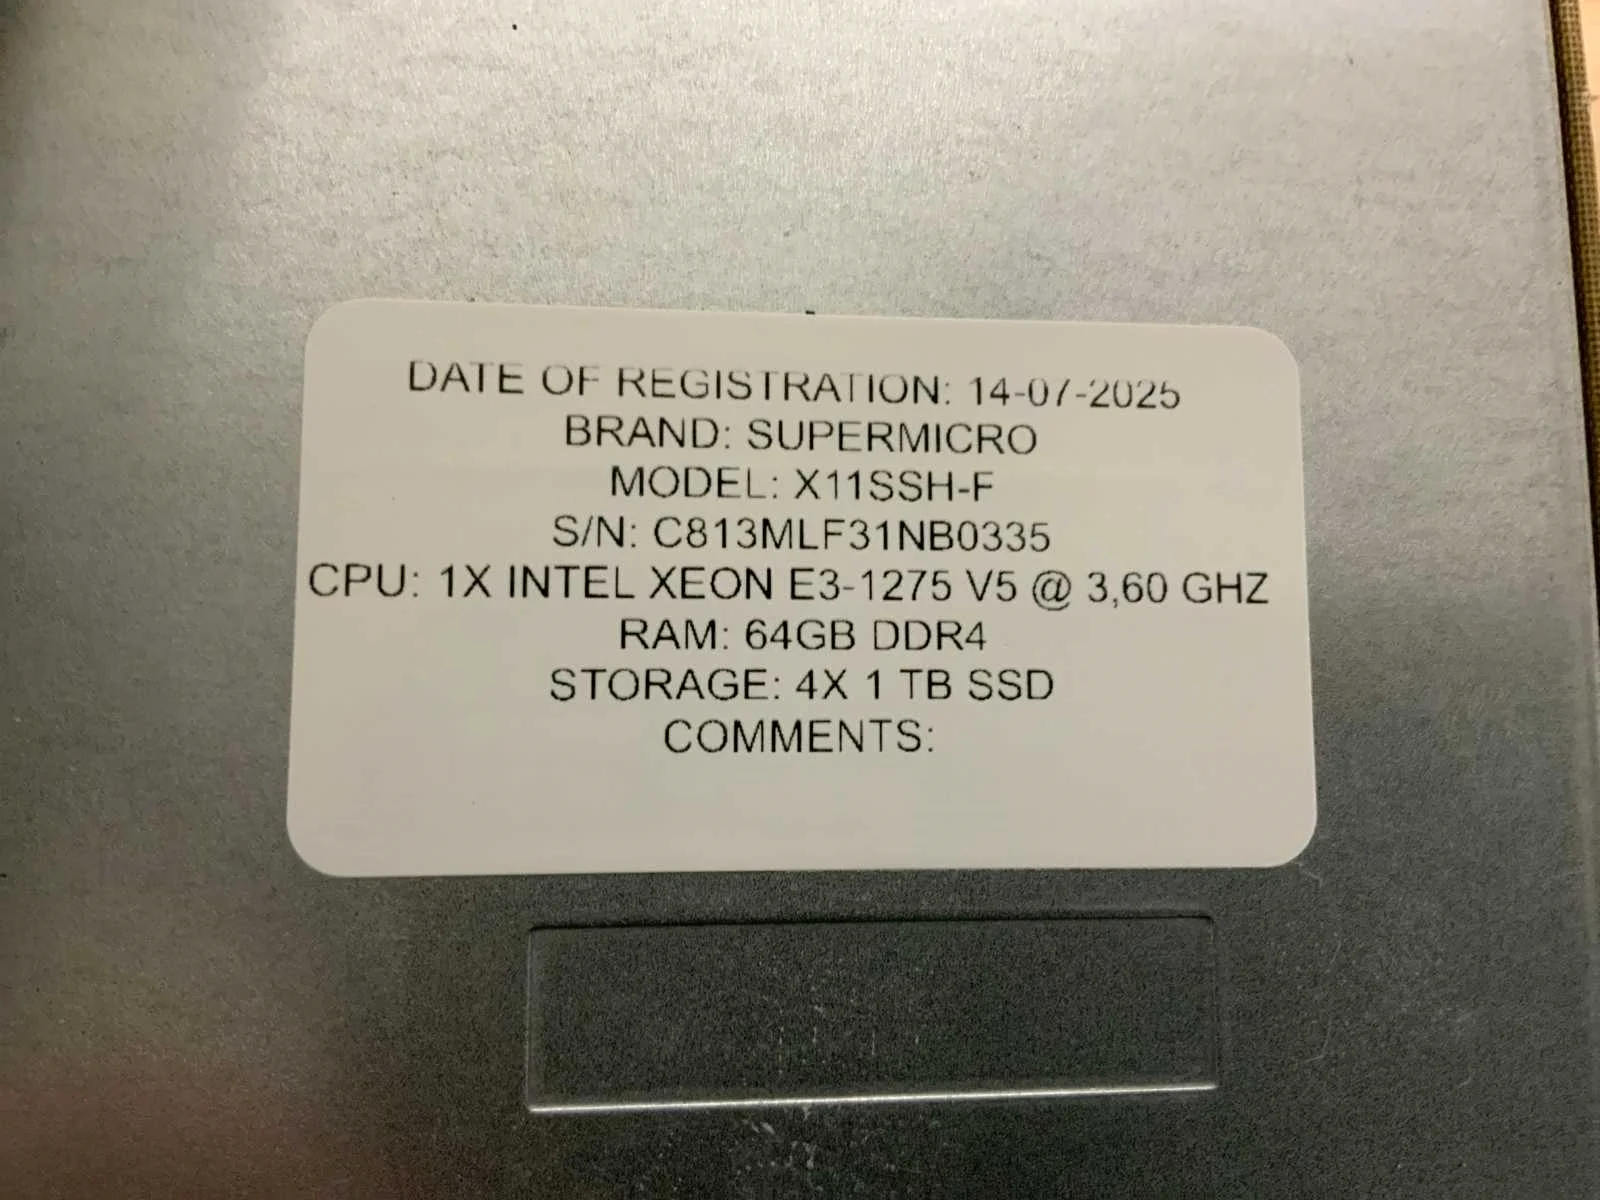 DATE OF REGISTRATION: 14-07-2025
BRAND: SUPERMICRO
MODEL: X11SSH-F
S/N: C813MLF31NB0335
CPU: 1X INTEL XEON E3-1275 V5 @ 3,60 GHZ
RAM: 64GB DDR4
STORAGE: 4X 1 TB SSD
COMMENTS: